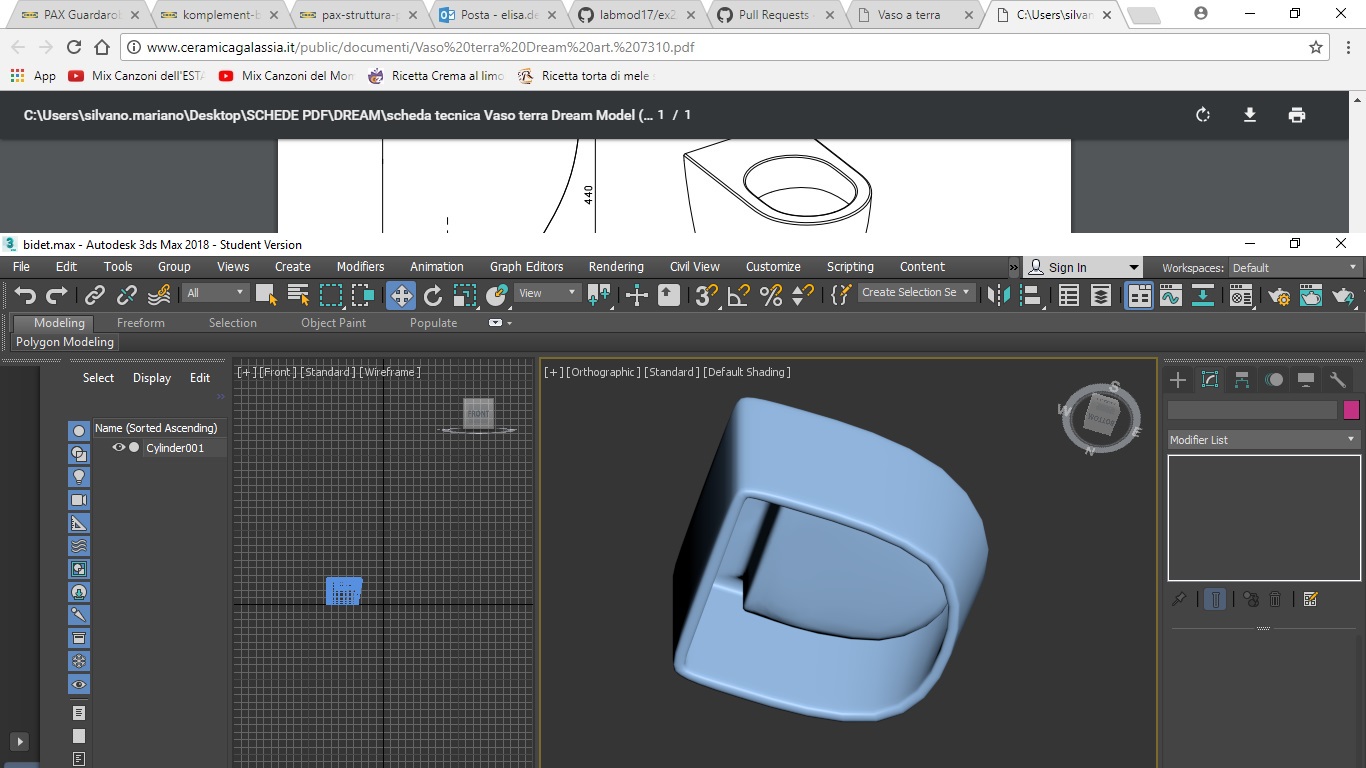 PAX Guardarob
komplement-b
pax-struttura-p
Posta - elisa.de
labmod17/ex2
Pull Requests -
Vaso a terra
C:\Users\silvan
www.ceramicagalassia.it/public/documenti/Vaso%20terra%20Dream%20art.%207310.pdf
App
Mix Canzoni dell'ESTA
Mix Canzoni del Mon
Ricetta Crema al limo
Ricetta torta di mele
C:\Users\silvano.mariano\Desktop\SCHEDE PDF\DREAM\scheda tecnica Vaso terra Dream Model (... 1 / 1
440
3 MAX
bidet.max - Autodesk 3ds Max 2018 - Student Version
File Edit Tools Group Views Create Modifiers Animation Graph Editors Rendering Civil View Customize Scripting Content » Sign In Workspaces: Default
All View 3 Create Selection Se
Modeling Freeform Selection Object Paint Populate
Polygon Modeling
Select Display Edit
»
Name (Sorted Ascending)
Cylinder001
[+] [Front] [Standard] [Wireframe]
FRONT
[+] [Orthographic] [Standard] [Default Shading]
S
W
E
N
BOTTOM
Modifier List